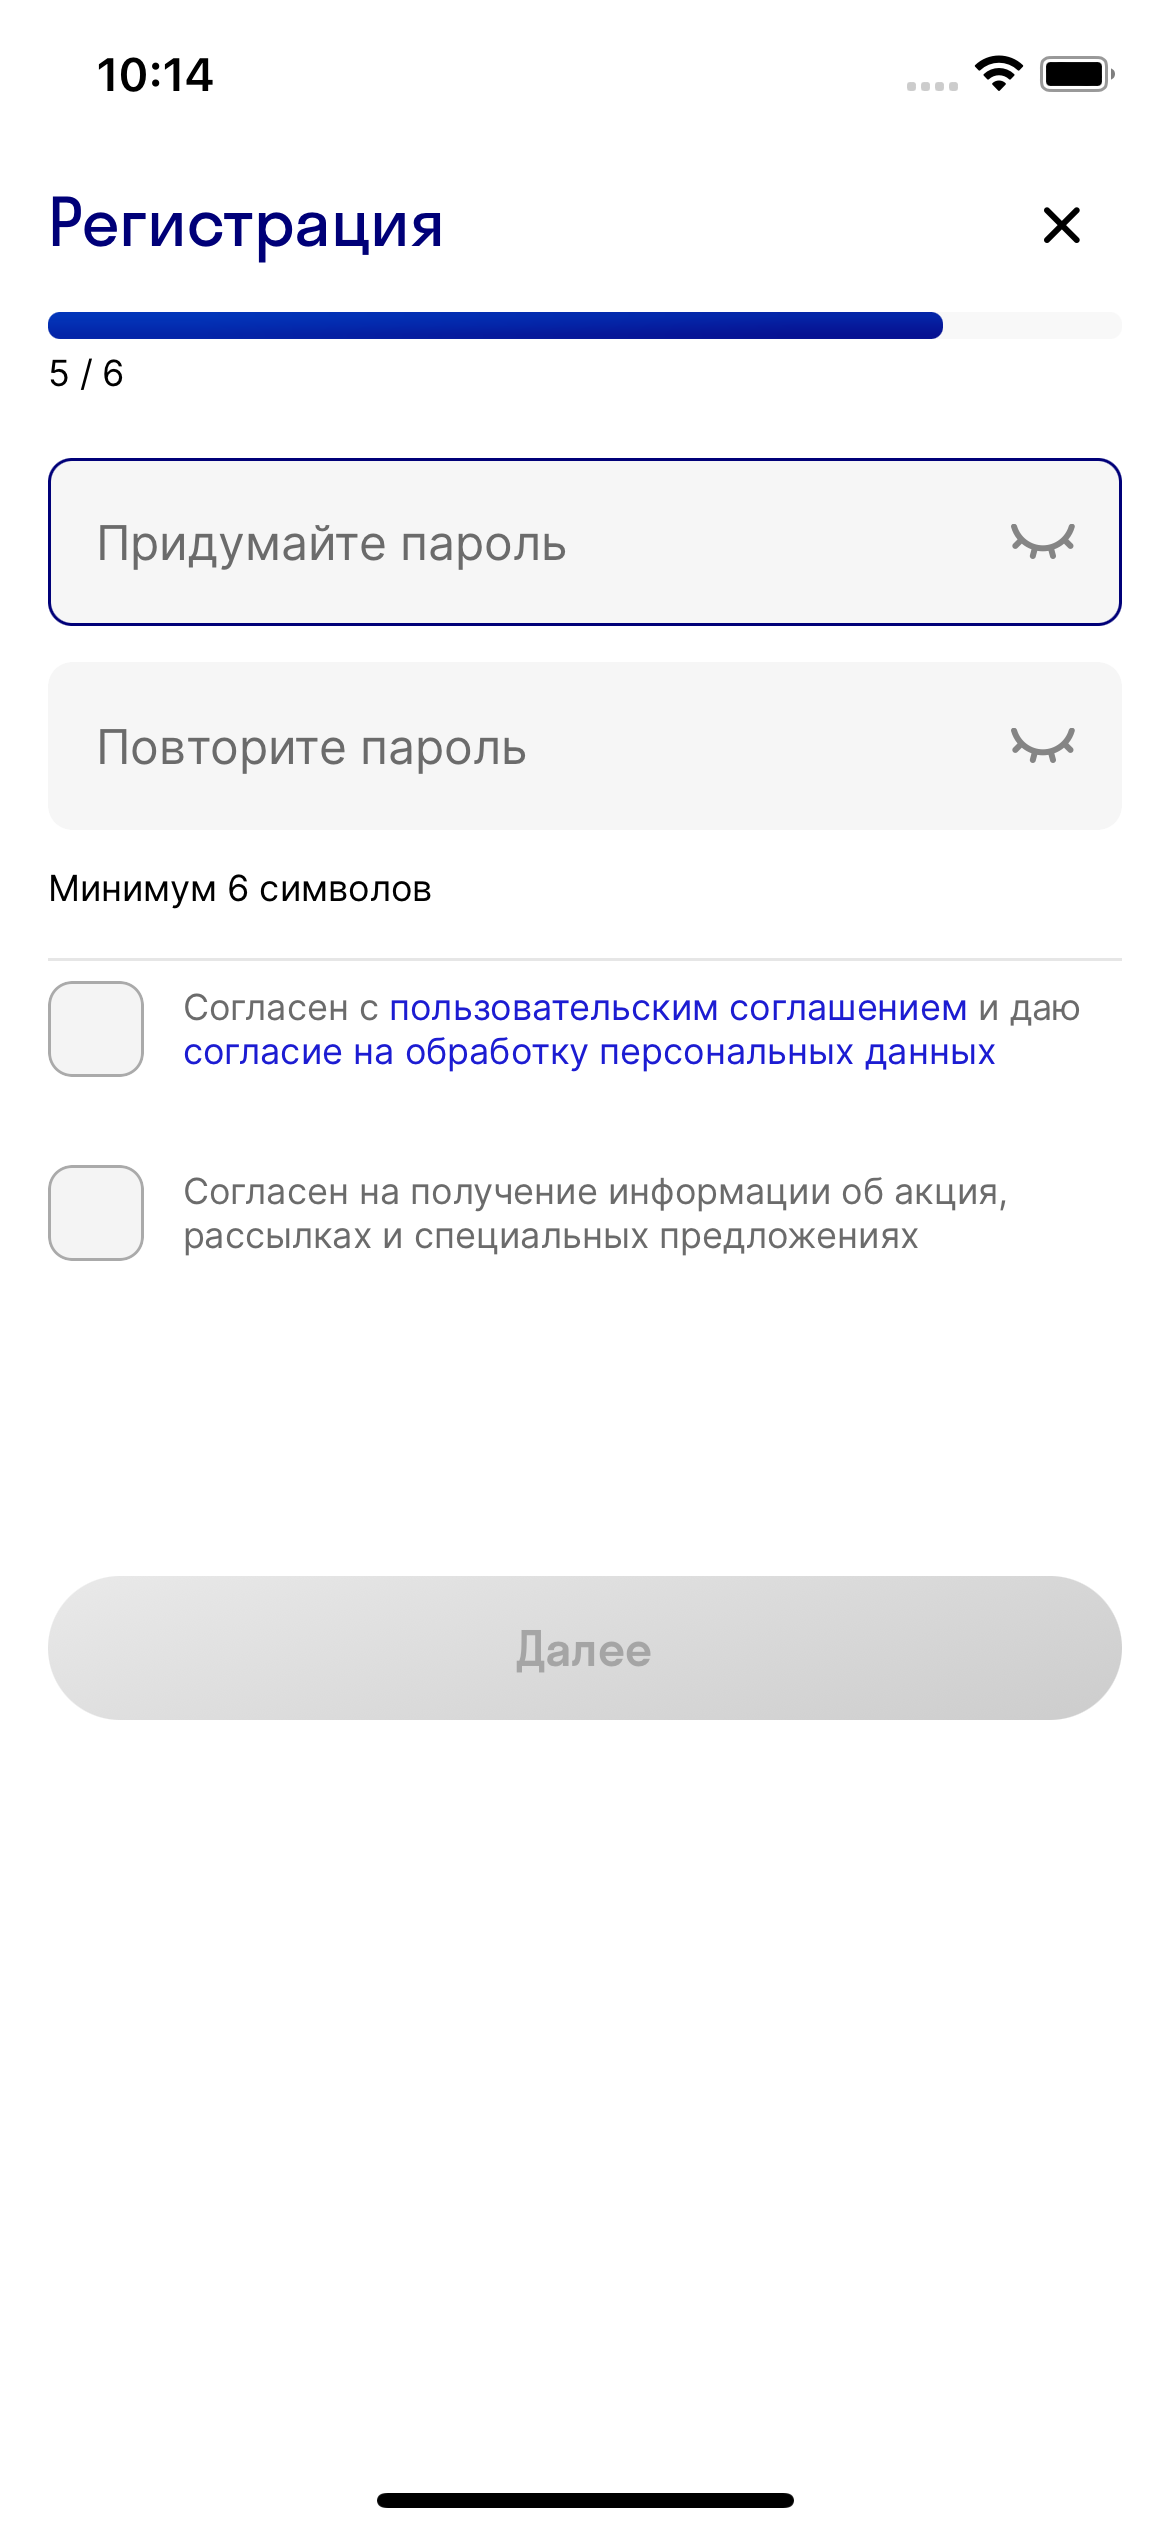 10:14
Регистрация
5 / 6
Придумайте пароль
Повторите пароль
Минимум 6 символов
Согласен с пользовательским соглашением и даю
согласие на обработку персональных данных
Согласен на получение информации об акция,
рассылках и специальных предложениях
Далее